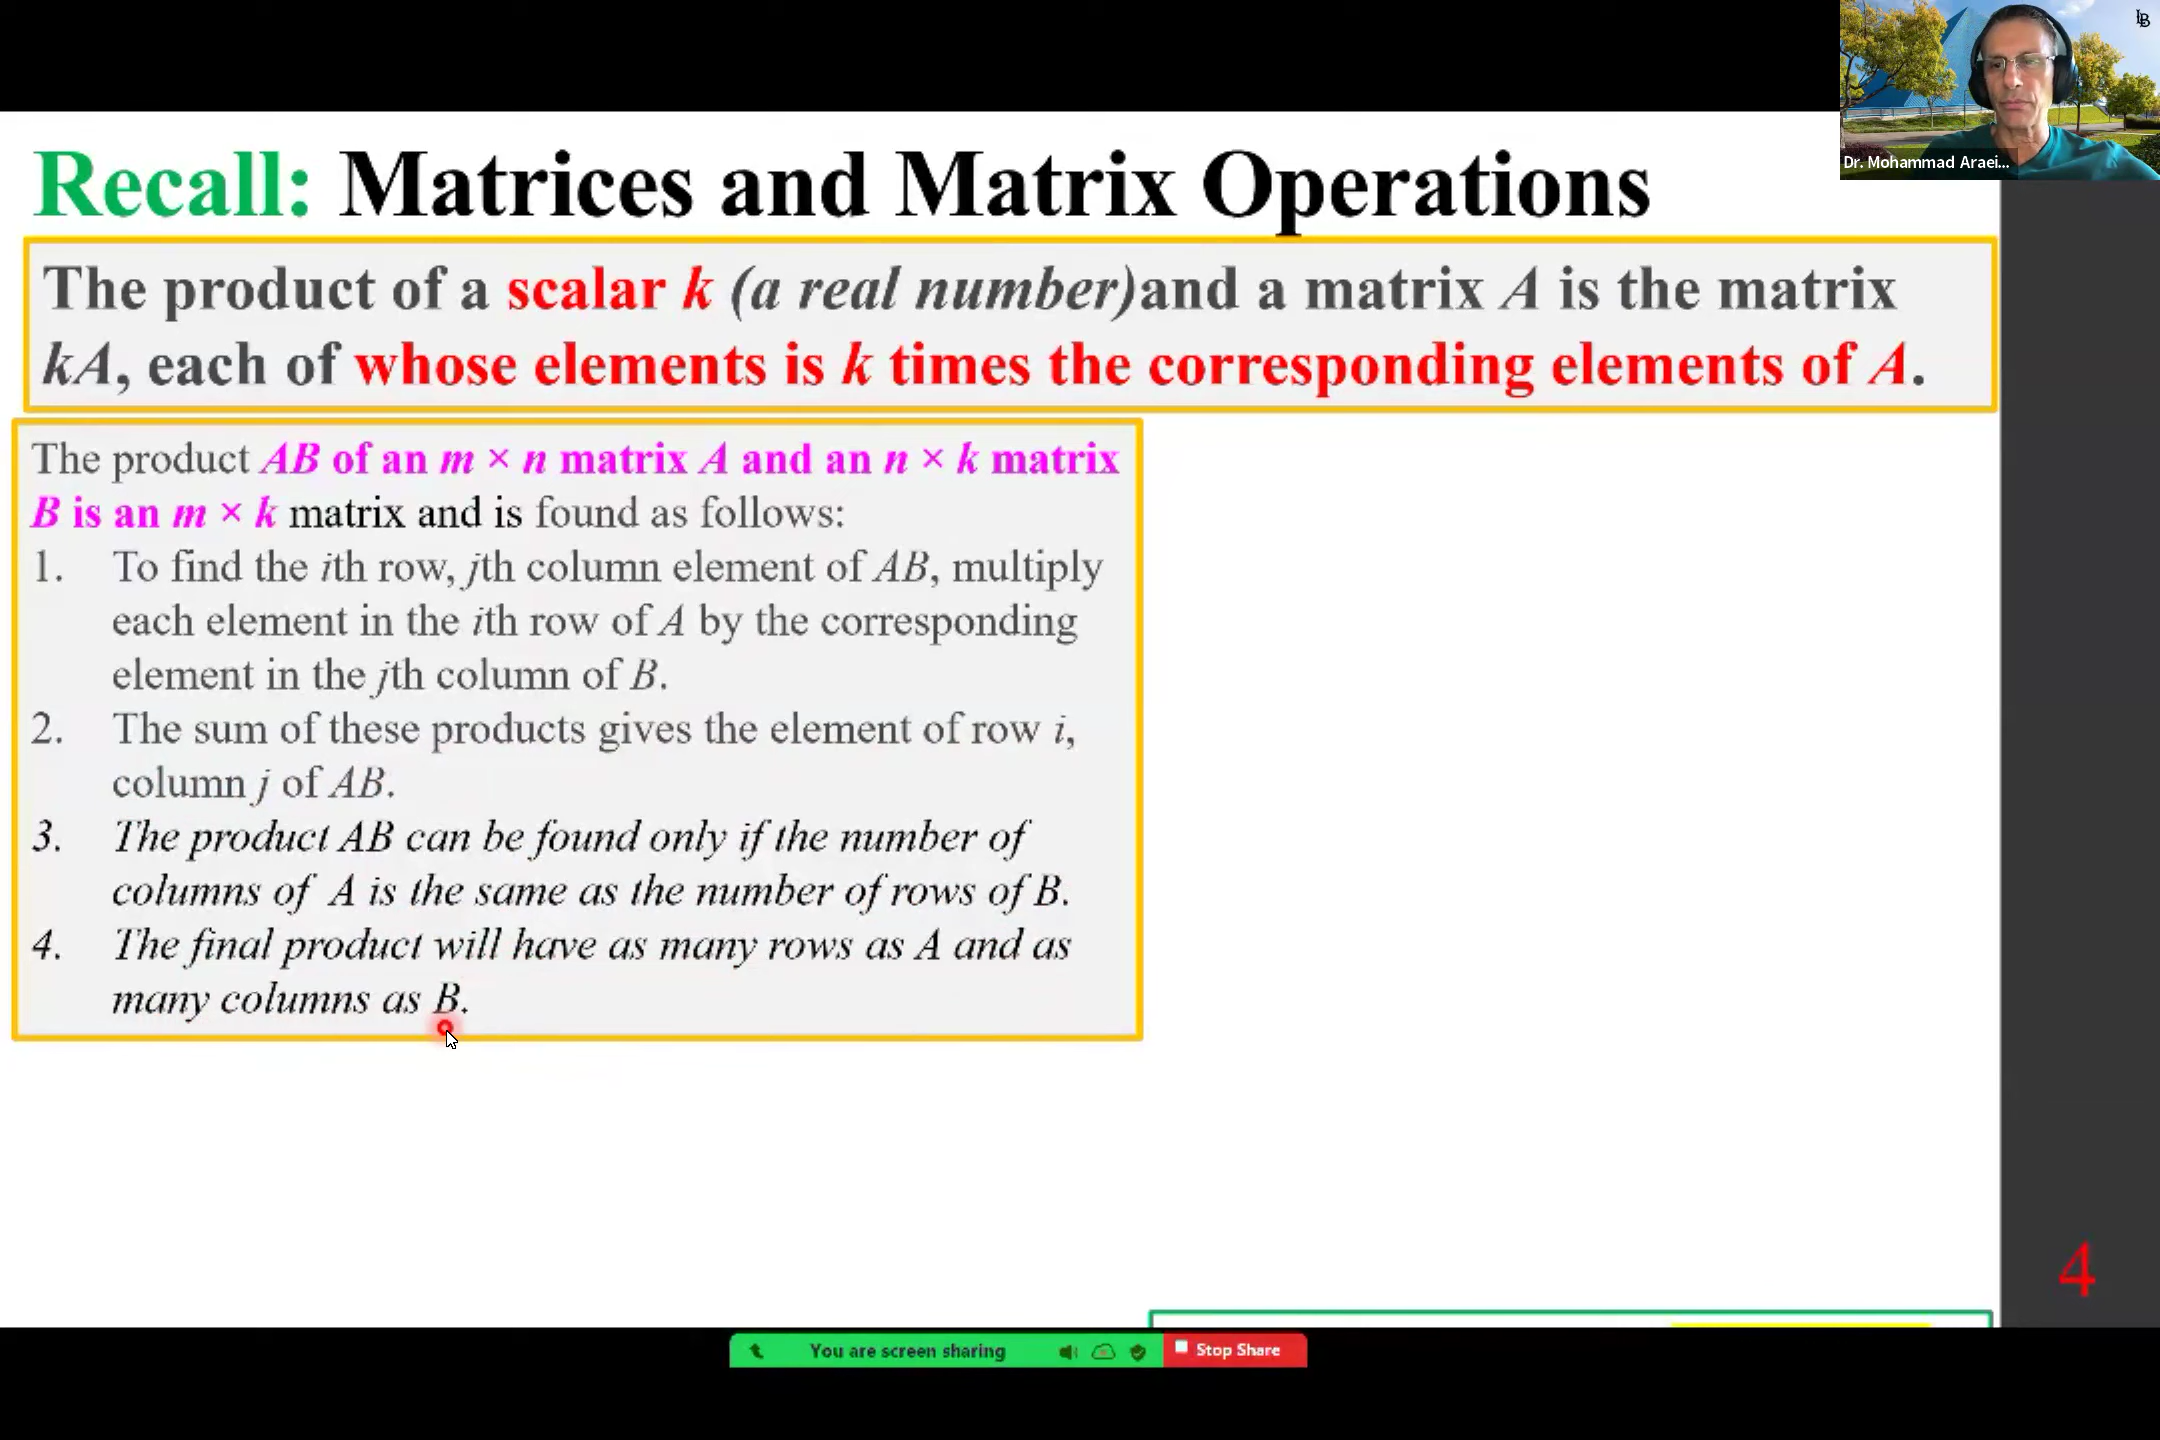 LB
Dr. Mohammad Araei...
Recall: Matrices and Matrix Operations
The product of a scalar k (a real number)and a matrix A is the matrix
kA, each of whose elements is k times the corresponding elements of A.
The product AB of an m × n matrix A and an n × k matrix
B is an m × k matrix and is found as follows:
1. To find the ith row, jth column element of AB, multiply
each element in the ith row of A by the corresponding
element in the jth column of B.
2. The sum of these products gives the element of row i,
column j of AB.
3. The product AB can be found only if the number of
columns of A is the same as the number of rows of B.
4. The final product will have as many rows as A and as
many columns as B.
4
You are screen sharing
Stop Share